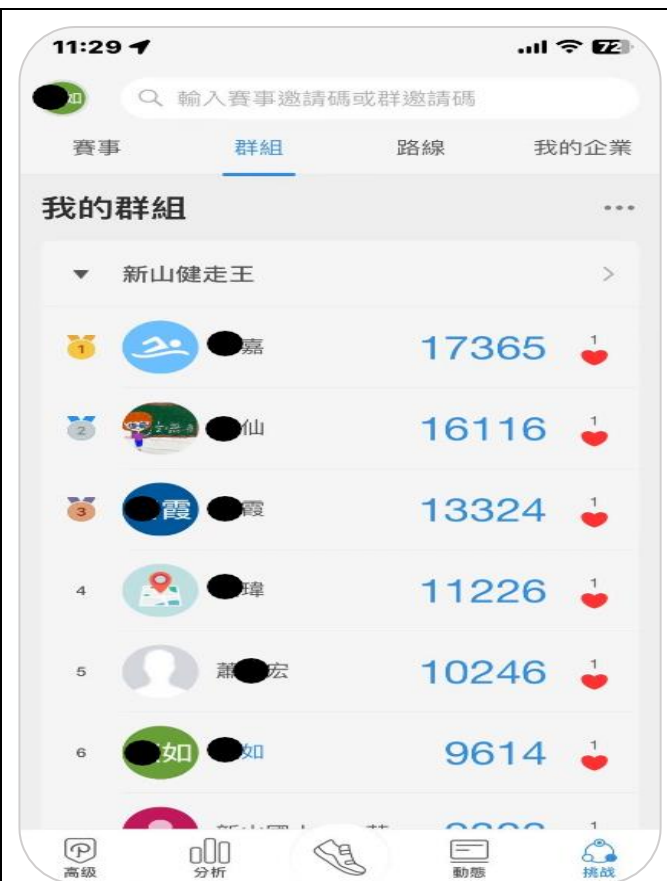 11:29
72
如
輸入賽事邀請碼或群邀請碼
賽事 群組 路線 我的企業
我的群組
新山健走王
1 嘉 17365 1
2 仙 16116 1
3 霞 霞 13324 1
4 瑋 11226 1
5 蕭 宏 10246 1
6 如 如 9614 1
1
高級 分析 動態 挑战